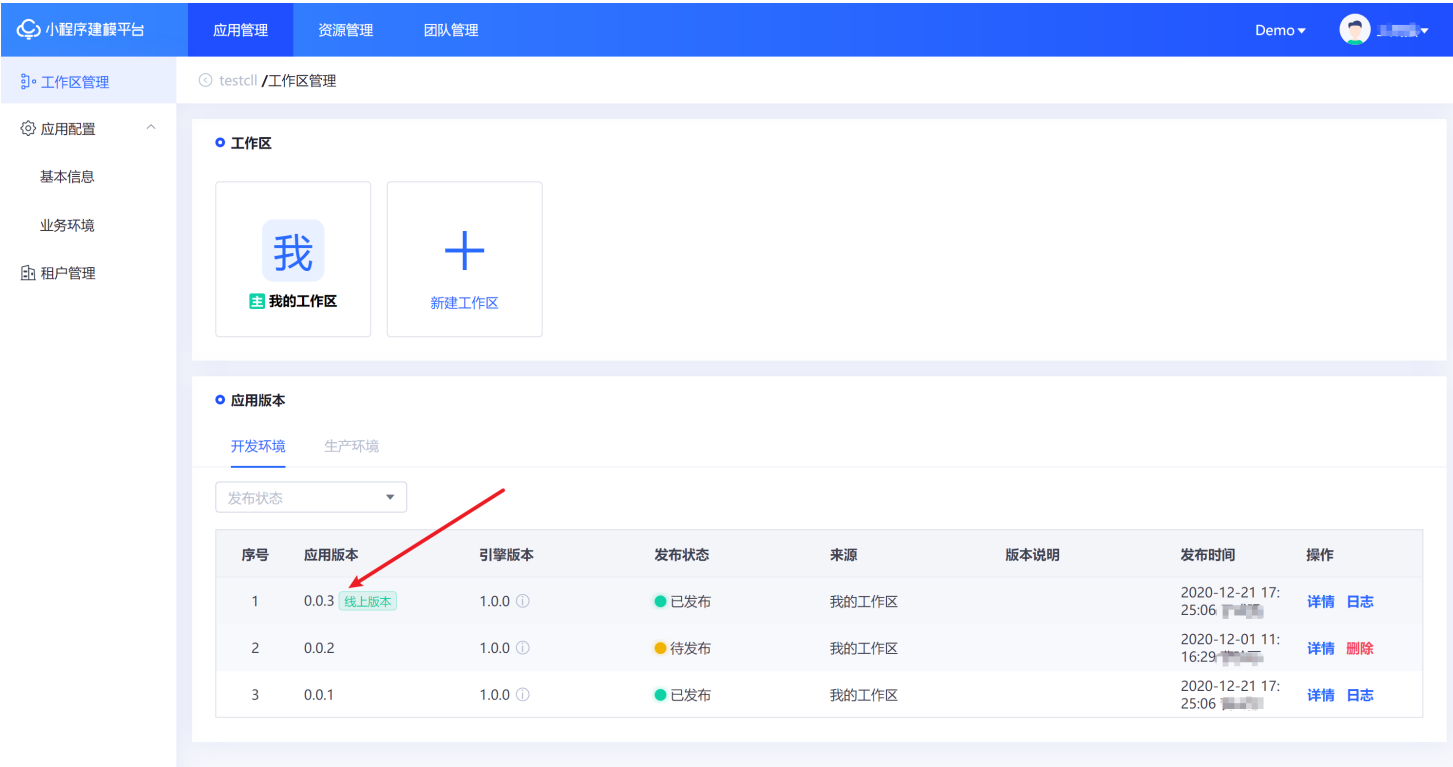 小程序建模平台 应用管理 资源管理 团队管理 Demo
工作区管理 testcll /工作区管理
应用配置
基本信息
业务环境
租户管理
工作区
我
主 我的工作区
新建工作区
应用版本
开发环境 生产环境
发布状态
序号 应用版本 引擎版本 发布状态 来源 版本说明 发布时间 操作
1 0.0.3 线上版本 1.0.0 已发布 我的工作区 2020-12-21 17:
25:06 详情 日志
2 0.0.2 1.0.0 待发布 我的工作区 2020-12-01 11:
16:29 详情 删除
3 0.0.1 1.0.0 已发布 我的工作区 2020-12-21 17:
25:06 详情 日志